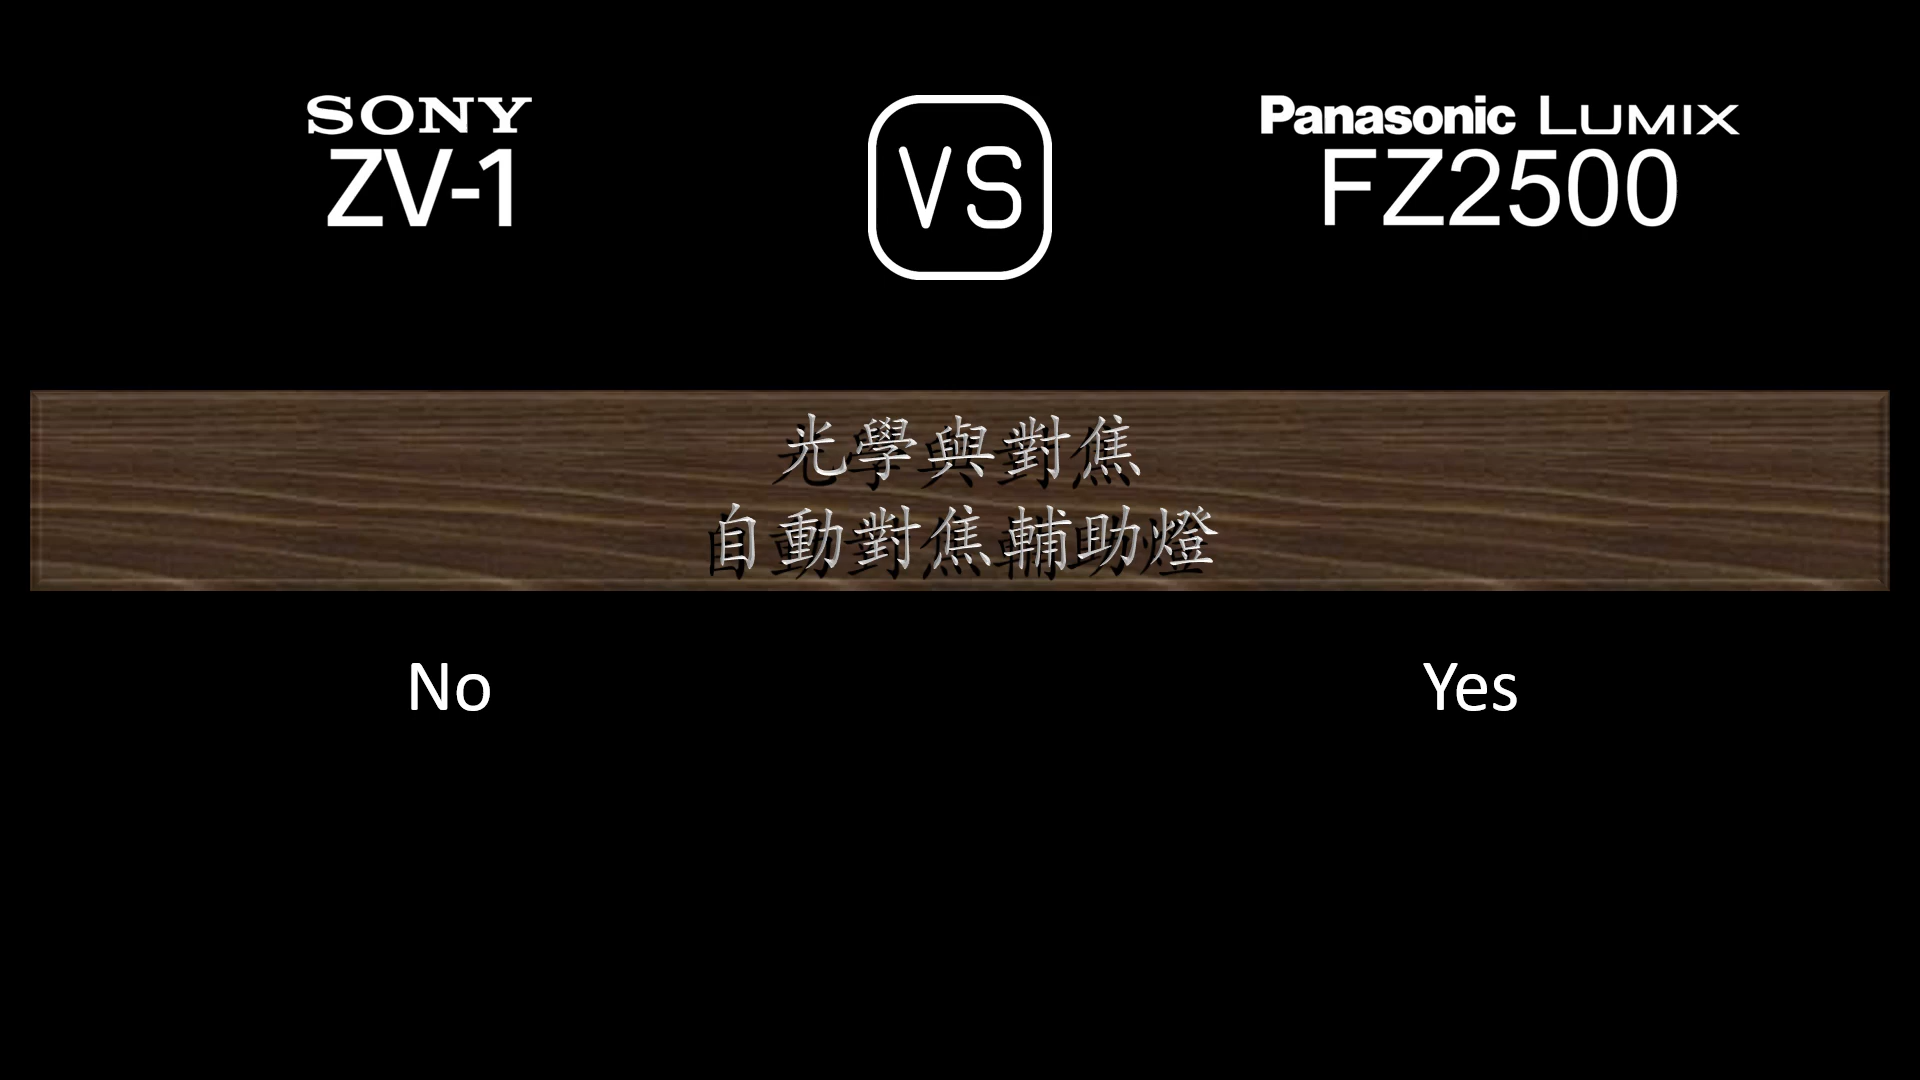 SONY
ZV-1
VS
Panasonic LUMIX
FZ2500
光學與對焦
自動對焦輔助燈
No
Yes